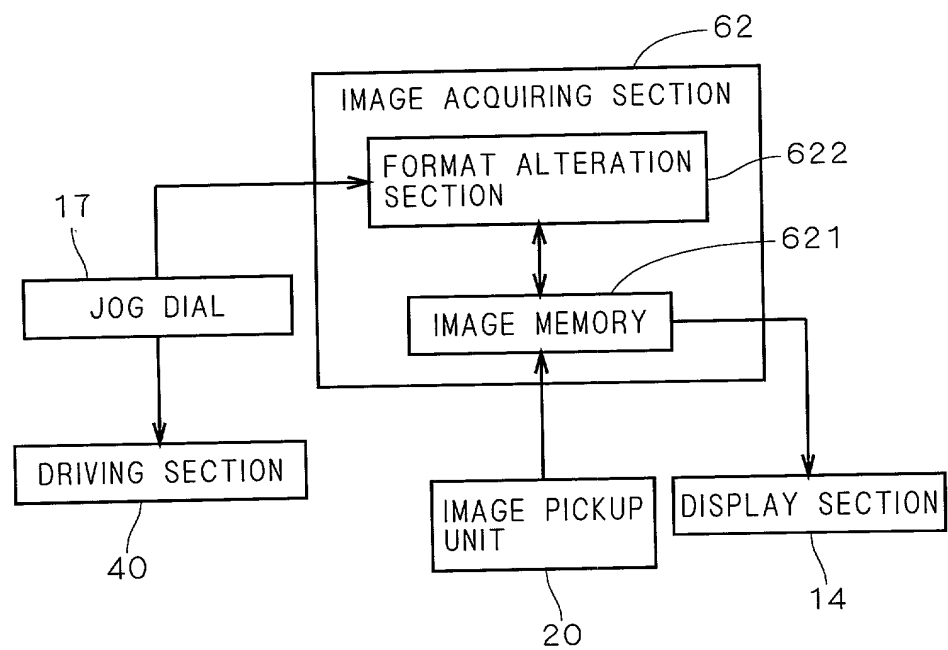 62
IMAGE ACQUIRING SECTION
FORMAT ALTERATION
SECTION
622
17
621
JOG DIAL
IMAGE MEMORY
DRIVING SECTION
IMAGE PICKUP
UNIT
DISPLAY SECTION
40
20
14